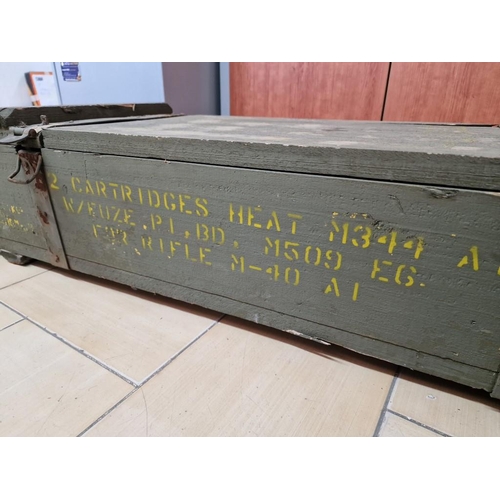 2 CARTRIDGES HEAT M344 A
W/FUZE, PI, BD, M509 EG.
FOR RIFLE M-40 A1